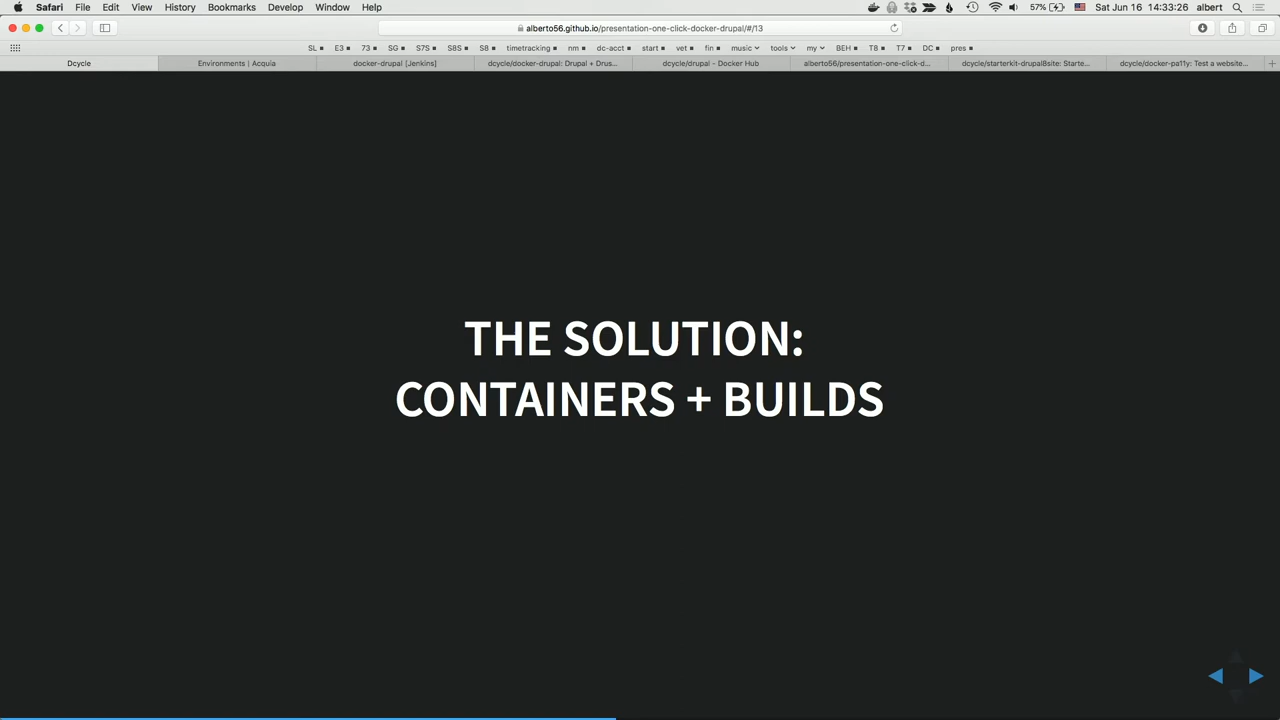 Safari File Edit View History Bookmarks Develop Window Help 57% Sat Jun 16 14:33:26 albert
alberto56.github.io/presentation-one-click-docker-drupal/#/13
SL E3 73 SG S7S S8S S8 timetracking nm dc-acct start vet fin music tools my BEH T8 T7 DC pres
Dcycle Environments | Acquia docker-drupal [Jenkins] dcycle/docker-drupal: Drupal + Drus... dcycle/drupal - Docker Hub alberto56/presentation-one-click-d... dcycle/starterkit-drupal8site: Starte... dcycle/docker-pa11y: Test a website...
THE SOLUTION:
CONTAINERS + BUILDS